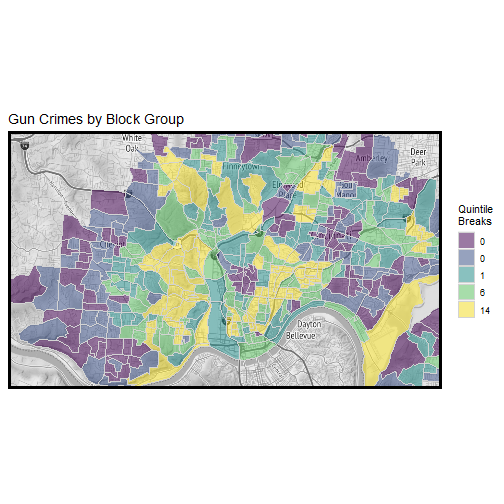 Gun Crimes by Block Group
White
Oak
Deer
Park
Amberley
Finneytown
Elmwood
Place
Cheviot
Dayton
Bellevue
Quintile
Breaks
0
0
1
6
14